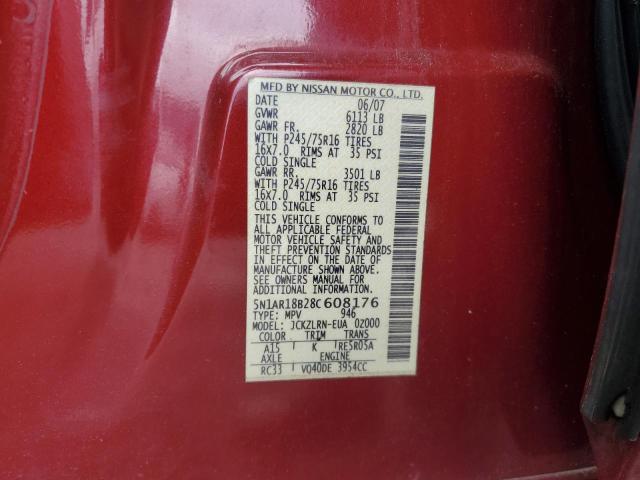 MFD BY NISSAN MOTOR CO., LTD.
DATE 06/07
GVWR 6113 LB
GAWR FR. 2820 LB
WITH P245/75R16 TIRES
16X7.0 RIMS AT 35 PSI
COLD SINGLE
GAWR RR. 3501 LB
WITH P245/75R16 TIRES
16X7.0 RIMS AT 35 PSI
COLD SINGLE
THIS VEHICLE CONFORMS TO
ALL APPLICABLE FEDERAL
MOTOR VEHICLE SAFETY AND
THEFT PREVENTION STANDARDS
IN EFFECT ON THE DATE OF
MANUFACTURE SHOWN ABOVE.
SEE OWNERS MANUAL FOR
ADDITIONAL INFORMATION.
5N1AR18B28C608176
TYPE: MPV 946
MODEL: JCKZLRN-EUA 02000
COLOR TRIM TRANS
A15 K RE5R05A
AXLE ENGINE
RC33 VQ40DE 3954CC